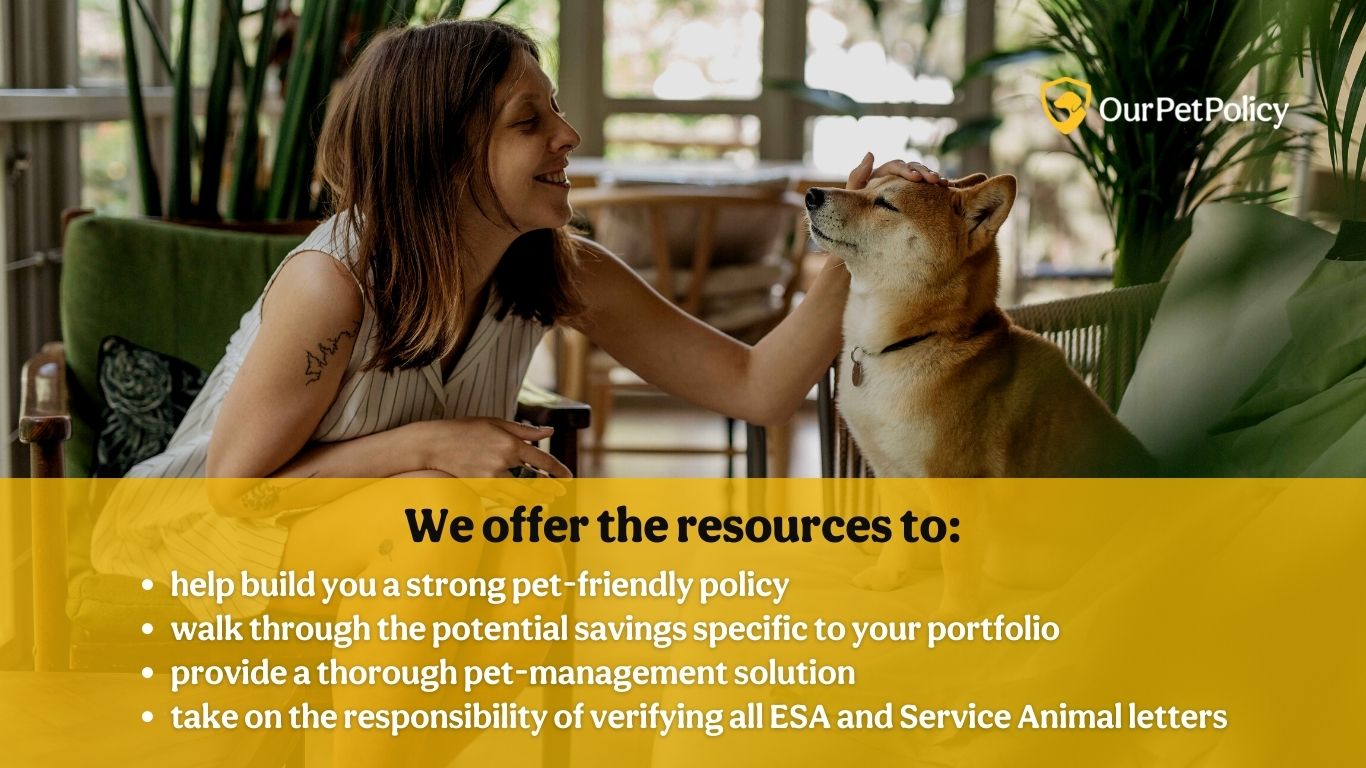 OurPetPolicy
We offer the resources to:
• help build you a strong pet-friendly policy
• walk through the potential savings specific to your portfolio
• provide a thorough pet-management solution
• take on the responsibility of verifying all ESA and Service Animal letters